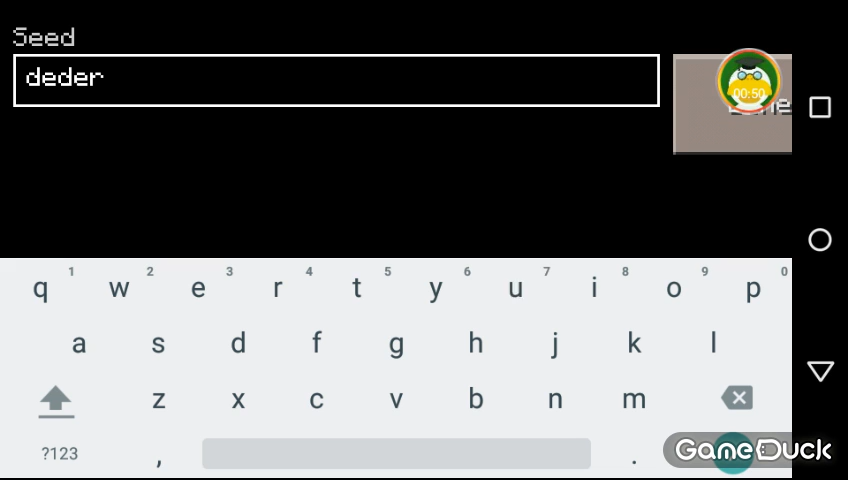 Seed
deder
00:50
1 2 3 4 5 6 7 8 9 0
q w e r t y u i o p
a s d f g h j k l
z x c v b n m
?123 , .
GameDuck